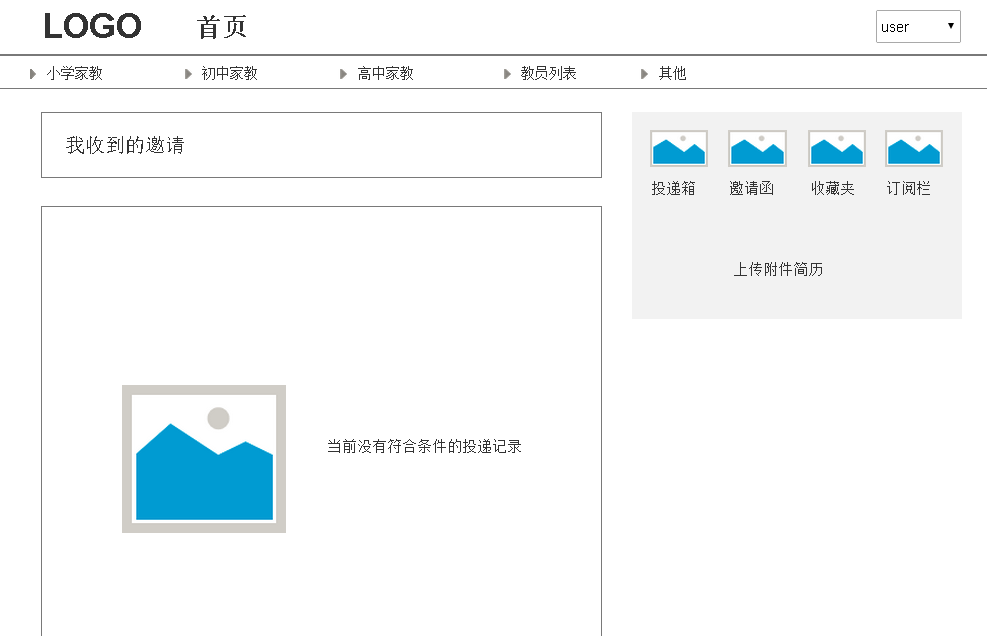 LOGO 首页 user
小学家教 初中家教 高中家教 教员列表 其他
我收到的邀请
投递箱 邀请函 收藏夹 订阅栏
上传附件简历
当前没有符合条件的投递记录